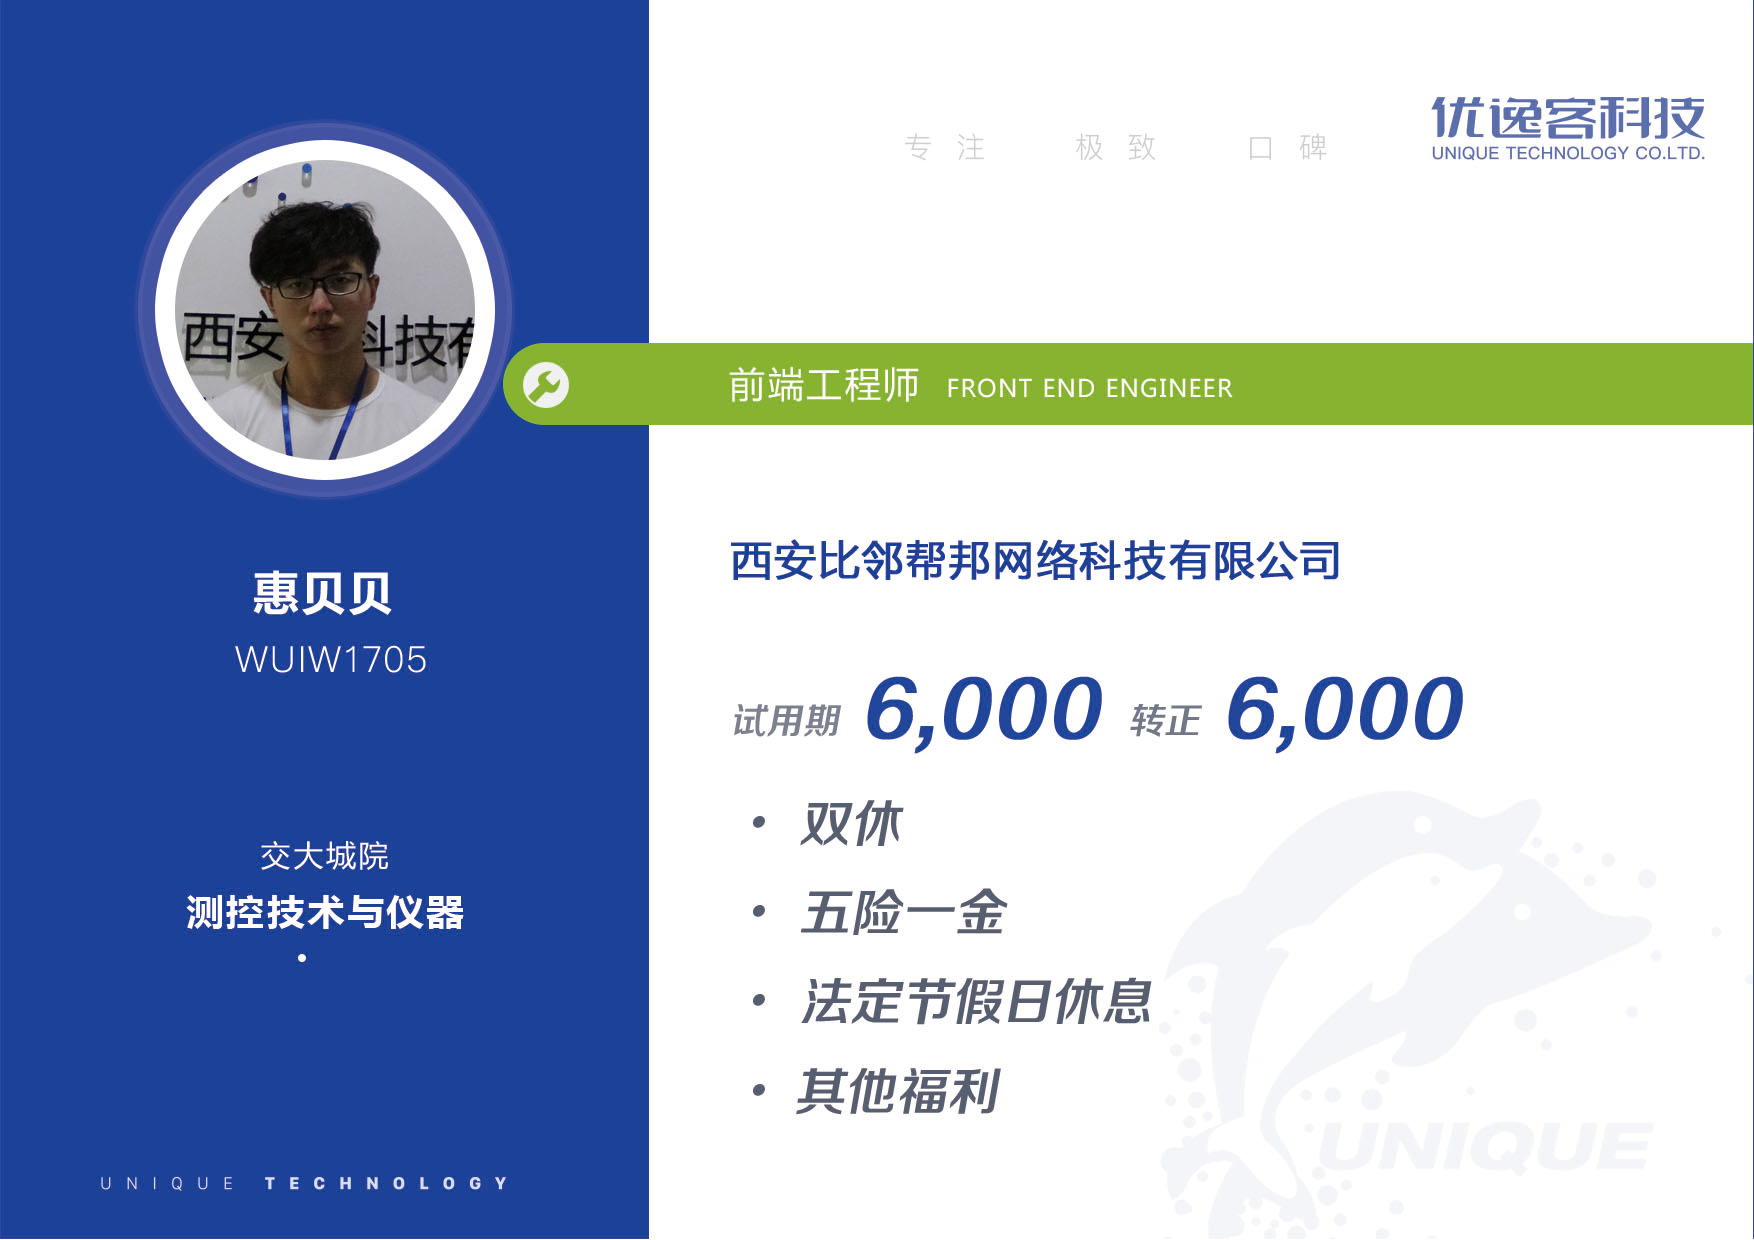 专注 极致 口碑
优逸客科技
UNIQUE TECHNOLOGY CO.LTD.
西安 科技有
前端工程师 FRONT END ENGINEER
惠贝贝
WUIW1705
交大城院
测控技术与仪器
UNIQUE TECHNOLOGY
西安比邻帮邦网络科技有限公司
试用期 6,000 转正 6,000
• 双休
• 五险一金
• 法定节假日休息
• 其他福利
UNIQUE